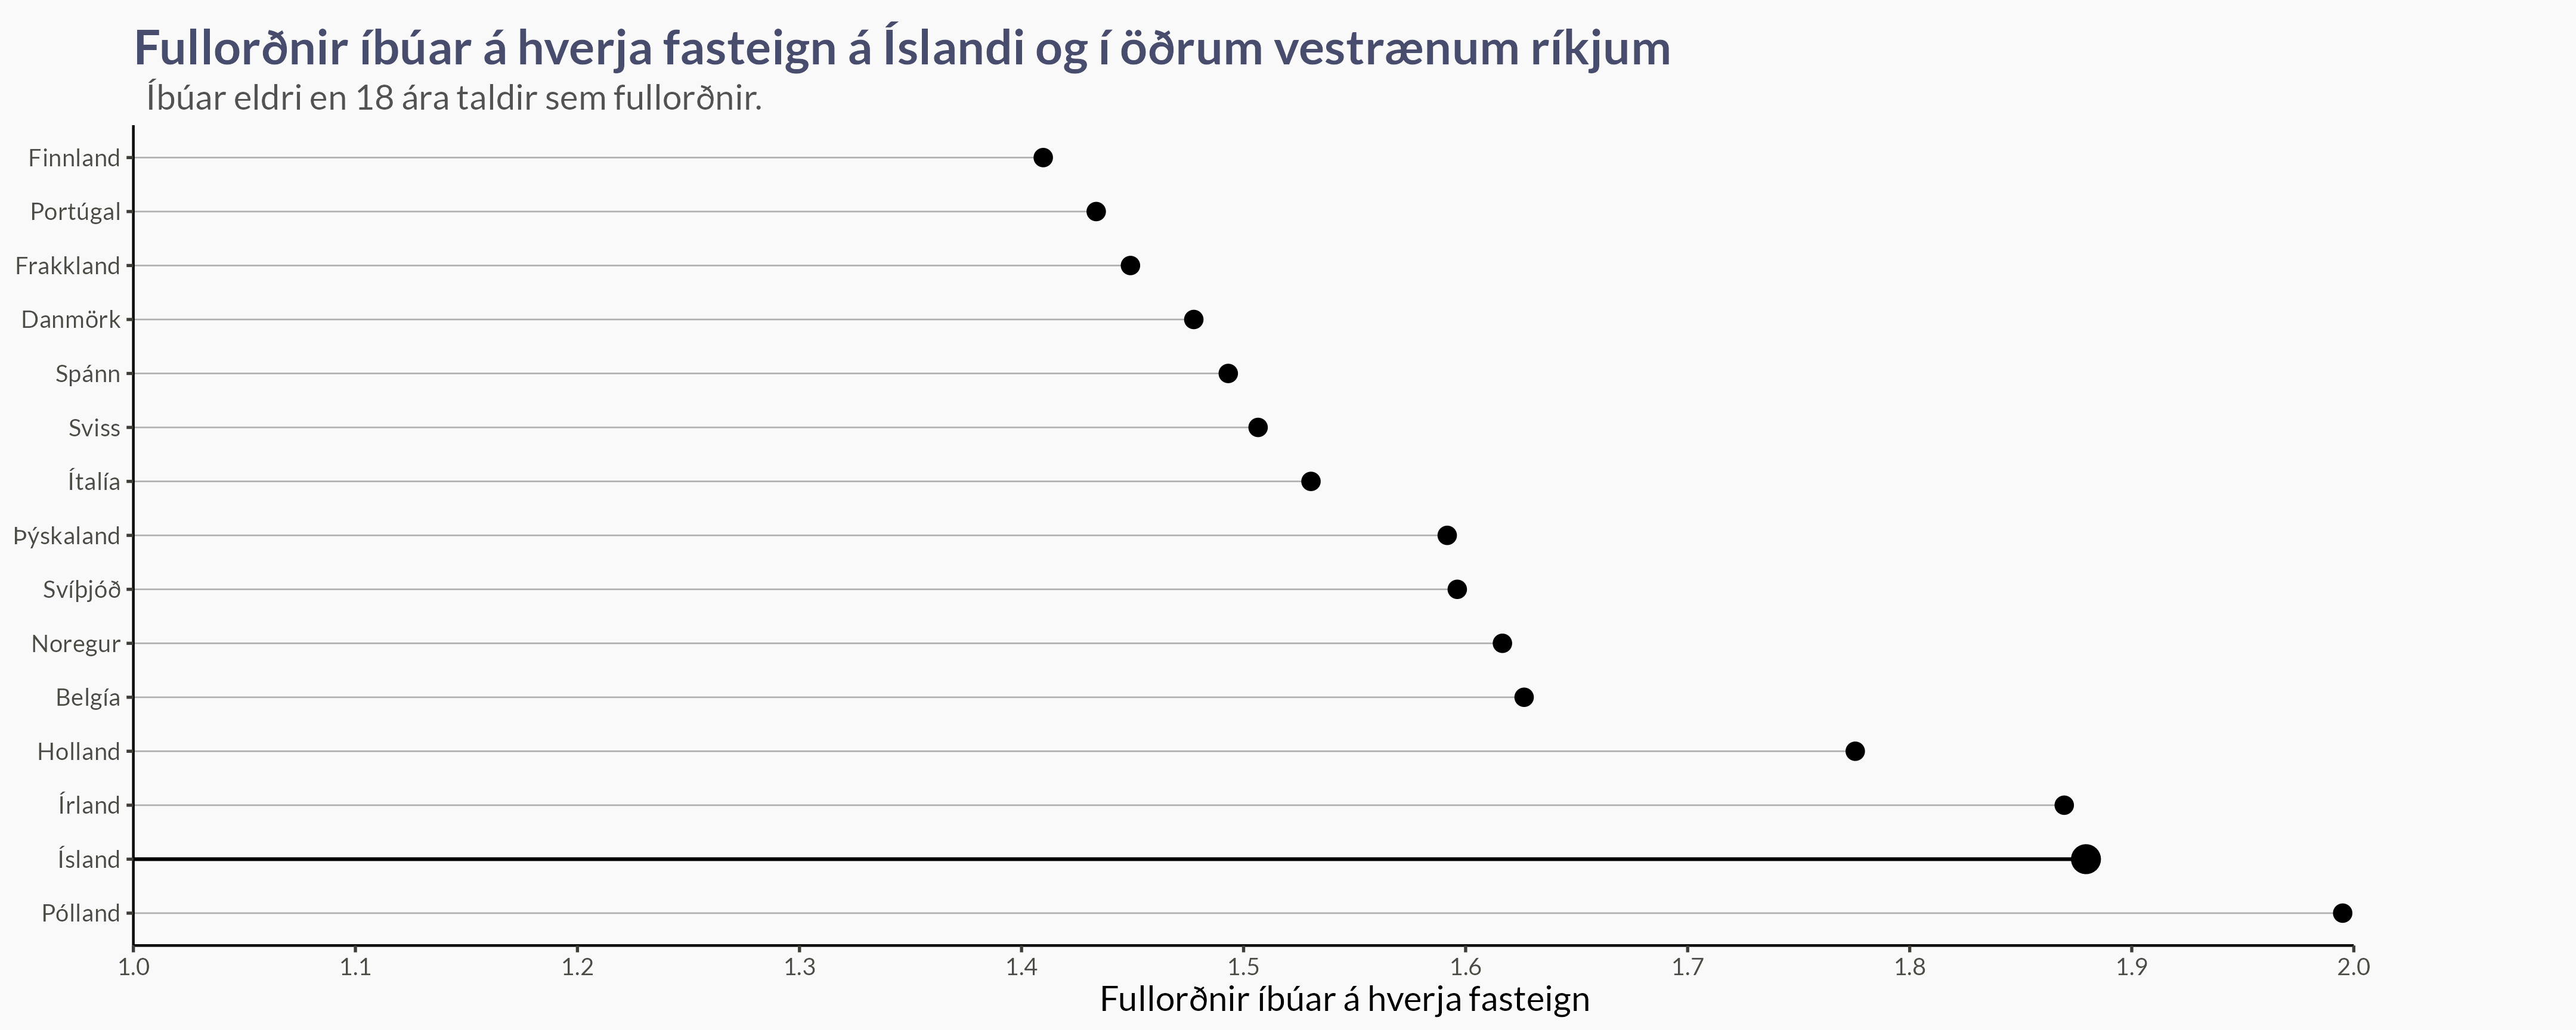 Fullorðnir íbúar á hverja fasteign á Íslandi og í öðrum vestrænum ríkjum
Íbúar eldri en 18 ára taldir sem fullorðnir.
Finnland
Portúgal
Frakkland
Danmörk
Spánn
Sviss
Ítalía
Þýskaland
Svíþjóð
Noregur
Belgía
Holland
Írland
Ísland
Pólland
1.0 1.1 1.2 1.3 1.4 1.5 1.6 1.7 1.8 1.9 2.0
Fullorðnir íbúar á hverja fasteign